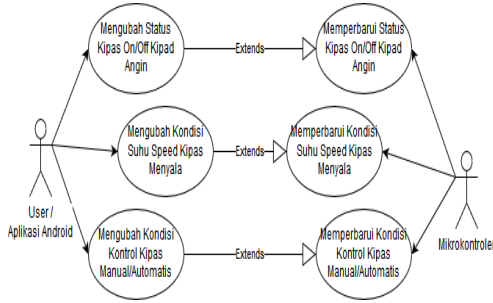 Mengubah Status
Kipas On/Off Kipad
Angin
Extends
Memperbarui Status
Kipas On/Off Kipad
Angin
Mengubah Kondisi
Suhu Speed Kipas
Menyala
Extends
Memperbarui Kondisi
Suhu Speed Kipas
Menyala
User /
Aplikasi Android
Mikrokontroler
Mengubah Kondisi
Kontrol Kipas
Manual/Automatis
Extends
Memperbarui Kondisi
Kontrol Kipas
Manual/Automatis